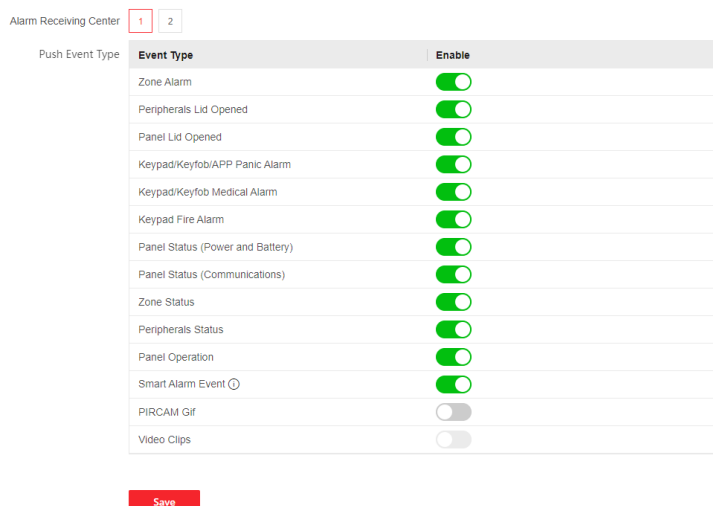 Alarm Receiving Center 1 2
Push Event Type Event Type Enable
Zone Alarm
Peripherals Lid Opened
Panel Lid Opened
Keypad/Keyfob/APP Panic Alarm
Keypad/Keyfob Medical Alarm
Keypad Fire Alarm
Panel Status (Power and Battery)
Panel Status (Communications)
Zone Status
Peripherals Status
Panel Operation
Smart Alarm Event
PIRCAM Gif
Video Clips
Save